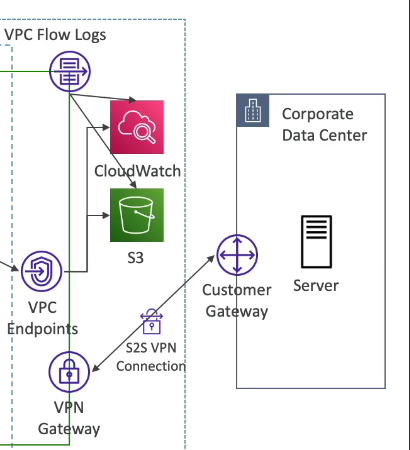 VPC Flow Logs
CloudWatch
S3
VPC
Endpoints
S2S VPN
Connection
VPN
Gateway
Corporate
Data Center
Customer
Gateway
Server